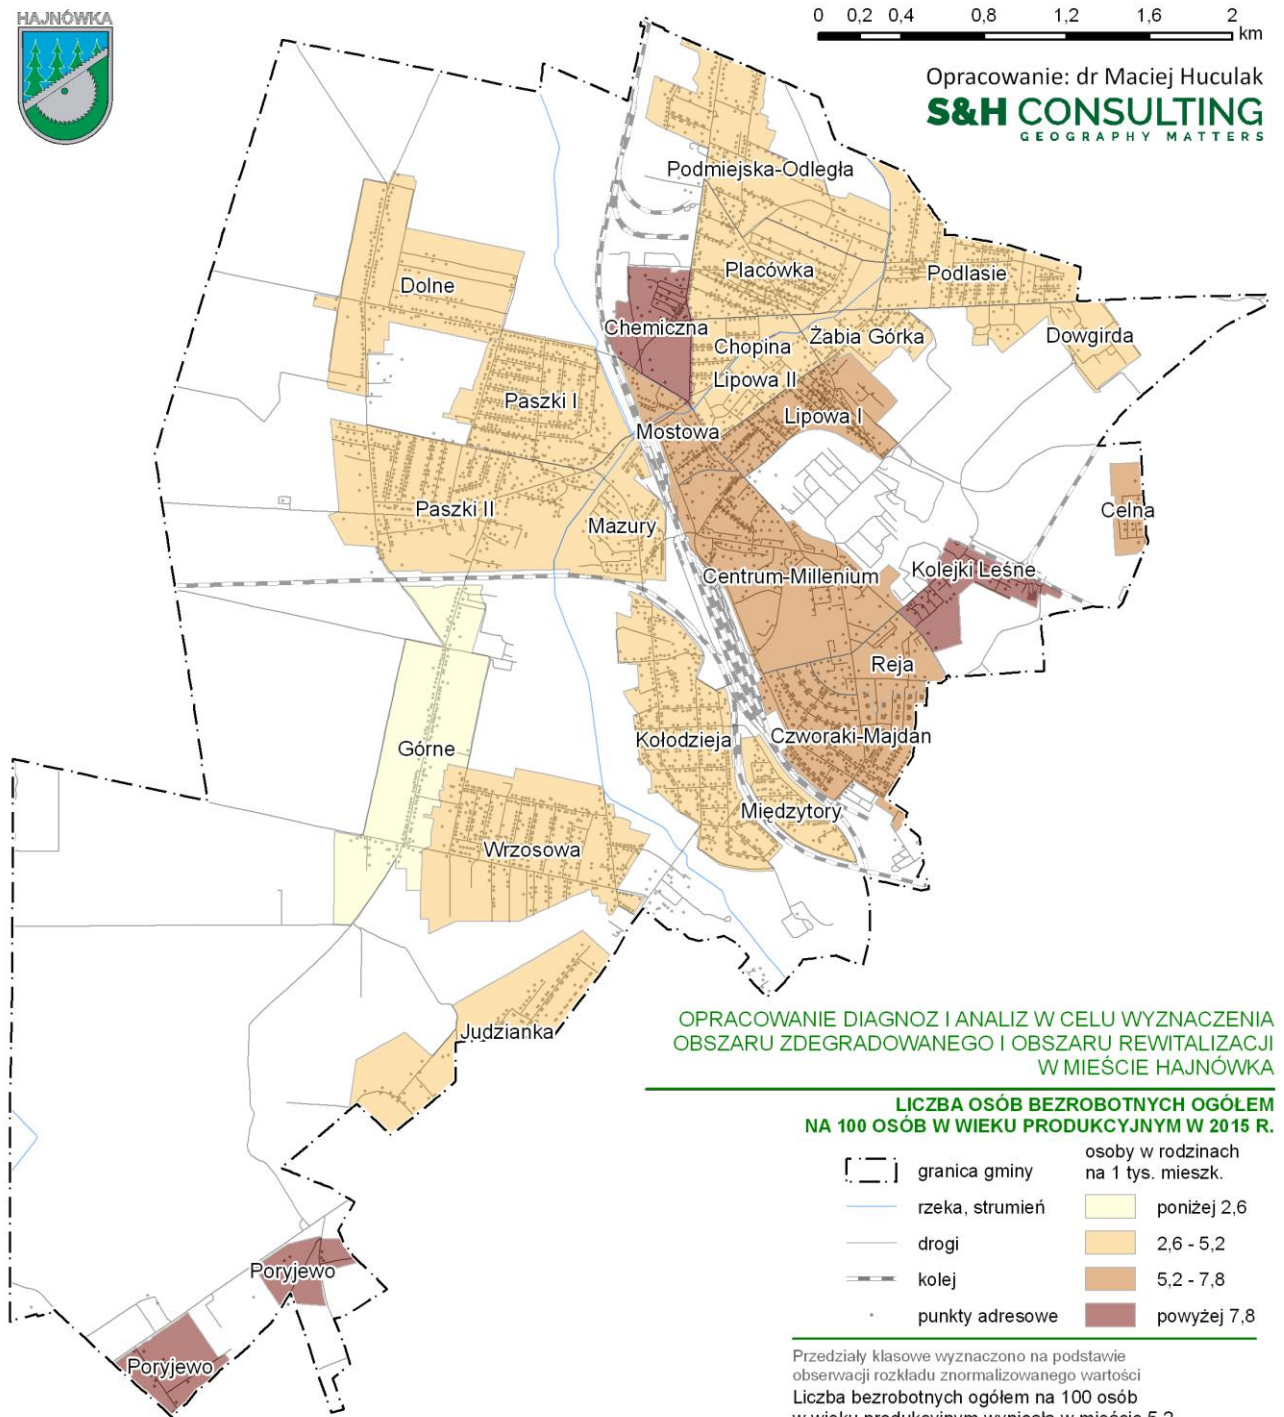 HAJNÓWKA
0 0,2 0,4 0,8 1,2 1,6 2
km
Opracowanie: dr Maciej Huculak
S&H CONSULTING
GEOGRAPHY MATTERS
Podmiejska-Odległa
Placówka
Podlasie
Dolne
Chemiczna
Chopina
Żabia Górka
Dowgirda
Lipowa II
Paszki I
Lipowa I
Mostowa
Paszki II
Mazury
Celna
Centrum-Millenium
Kolejki Leśne
Reja
Górne
Kołodzieja
Czworaki-Majdan
Międzytory
Wrzosowa
Judzianka
Poryjewo
Poryjewo
OPRACOWANIE DIAGNOZ I ANALIZ W CELU WYZNACZENIA
OBSZARU ZDEGRADOWANEGO I OBSZARU REWITALIZACJI
W MIEŚCIE HAJNÓWKA
LICZBA OSÓB BEZROBOTNYCH OGÓŁEM
NA 100 OSÓB W WIEKU PRODUKCYJNYM W 2015 R.
granica gminy
rzeka, strumień
drogi
kolej
punkty adresowe
osoby w rodzinach
na 1 tys. mieszk.
poniżej 2,6
2,6 - 5,2
5,2 - 7,8
powyżej 7,8
Przedziały klasowe wyznaczono na podstawie
obserwacji rozkładu znormalizowanego wartości
Liczba bezrobotnych ogółem na 100 osób
w wieku produkcyjnym wyniosła w mieście 5,2